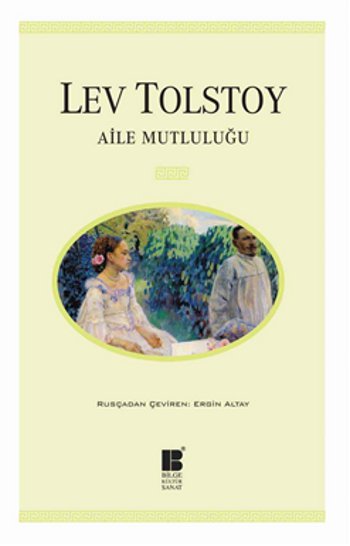 LEV TOLSTOY
AİLE MUTLULUĞU
RUSÇADAN ÇEVİREN: ERGİN ALTAY
B®
BİLGE
KÜLTÜR
SANAT